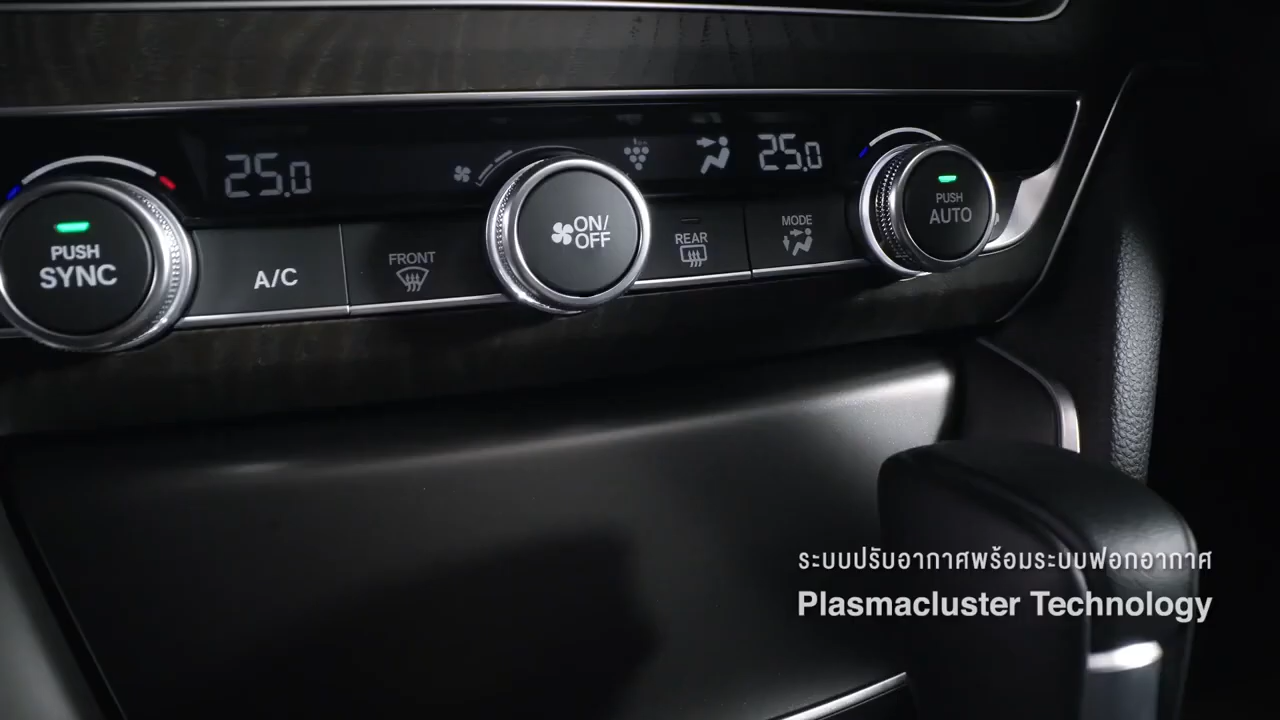 25.0
25.0
PUSH
SYNC
A/C
FRONT
ON/
OFF
REAR
MODE
PUSH
AUTO
ระบบปรับอากาศพร้อมระบบฟอกอากาศ
Plasmacluster Technology